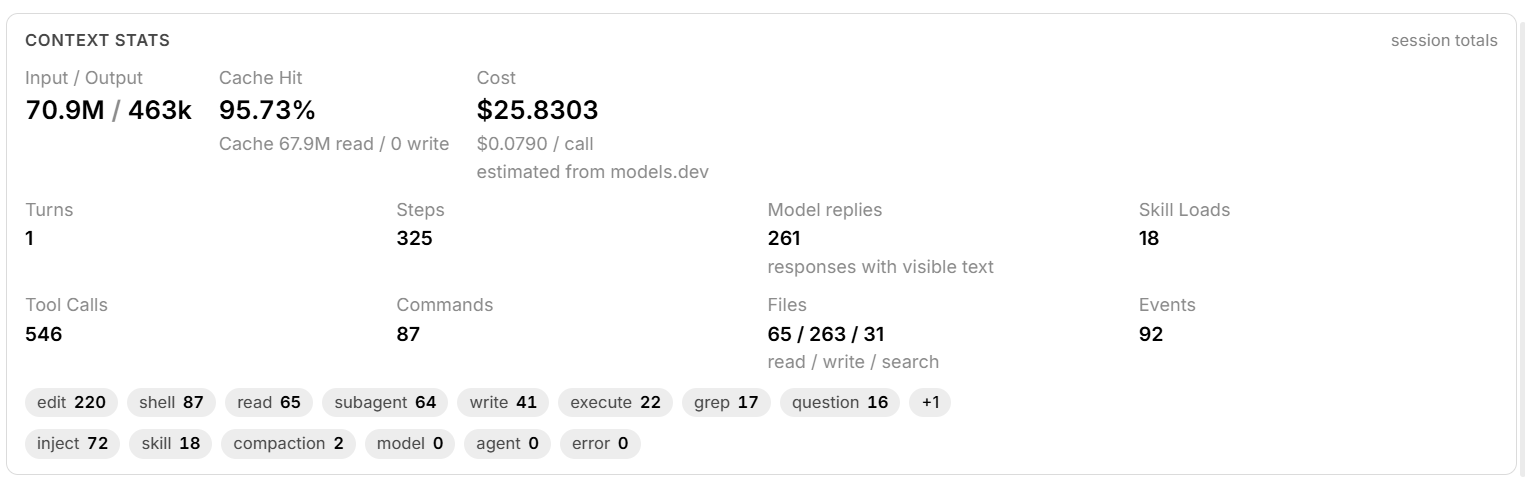 CONTEXT STATS session totals
Input / Output Cache Hit Cost
70.9M / 463k 95.73% $25.8303
Cache 67.9M read / 0 write $0.0790 / call
estimated from models.dev
Turns Steps Model replies Skill Loads
1 325 261 18
responses with visible text
Tool Calls Commands Files Events
546 87 65 / 263 / 31 92
read / write / search
edit 220 shell 87 read 65 subagent 64 write 41 execute 22 grep 17 question 16 +1
inject 72 skill 18 compaction 2 model 0 agent 0 error 0